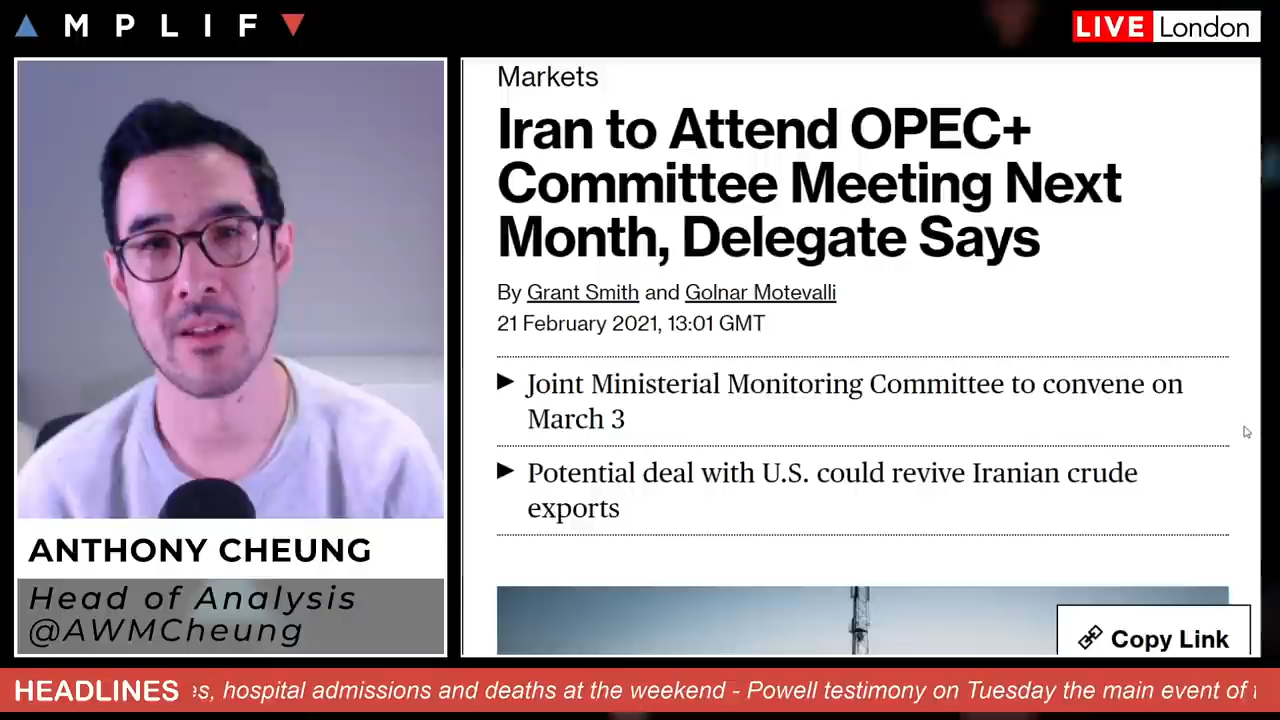 AMPLIFY
LIVE London
Markets
Iran to Attend OPEC+
Committee Meeting Next
Month, Delegate Says
By Grant Smith and Golnar Motevalli
21 February 2021, 13:01 GMT
Joint Ministerial Monitoring Committee to convene on
March 3
Potential deal with U.S. could revive Iranian crude
exports
Copy Link
ANTHONY CHEUNG
Head of Analysis
@AWMCheung
HEADLINES hospital admissions and deaths at the weekend - Powell testimony on Tuesday the main event of